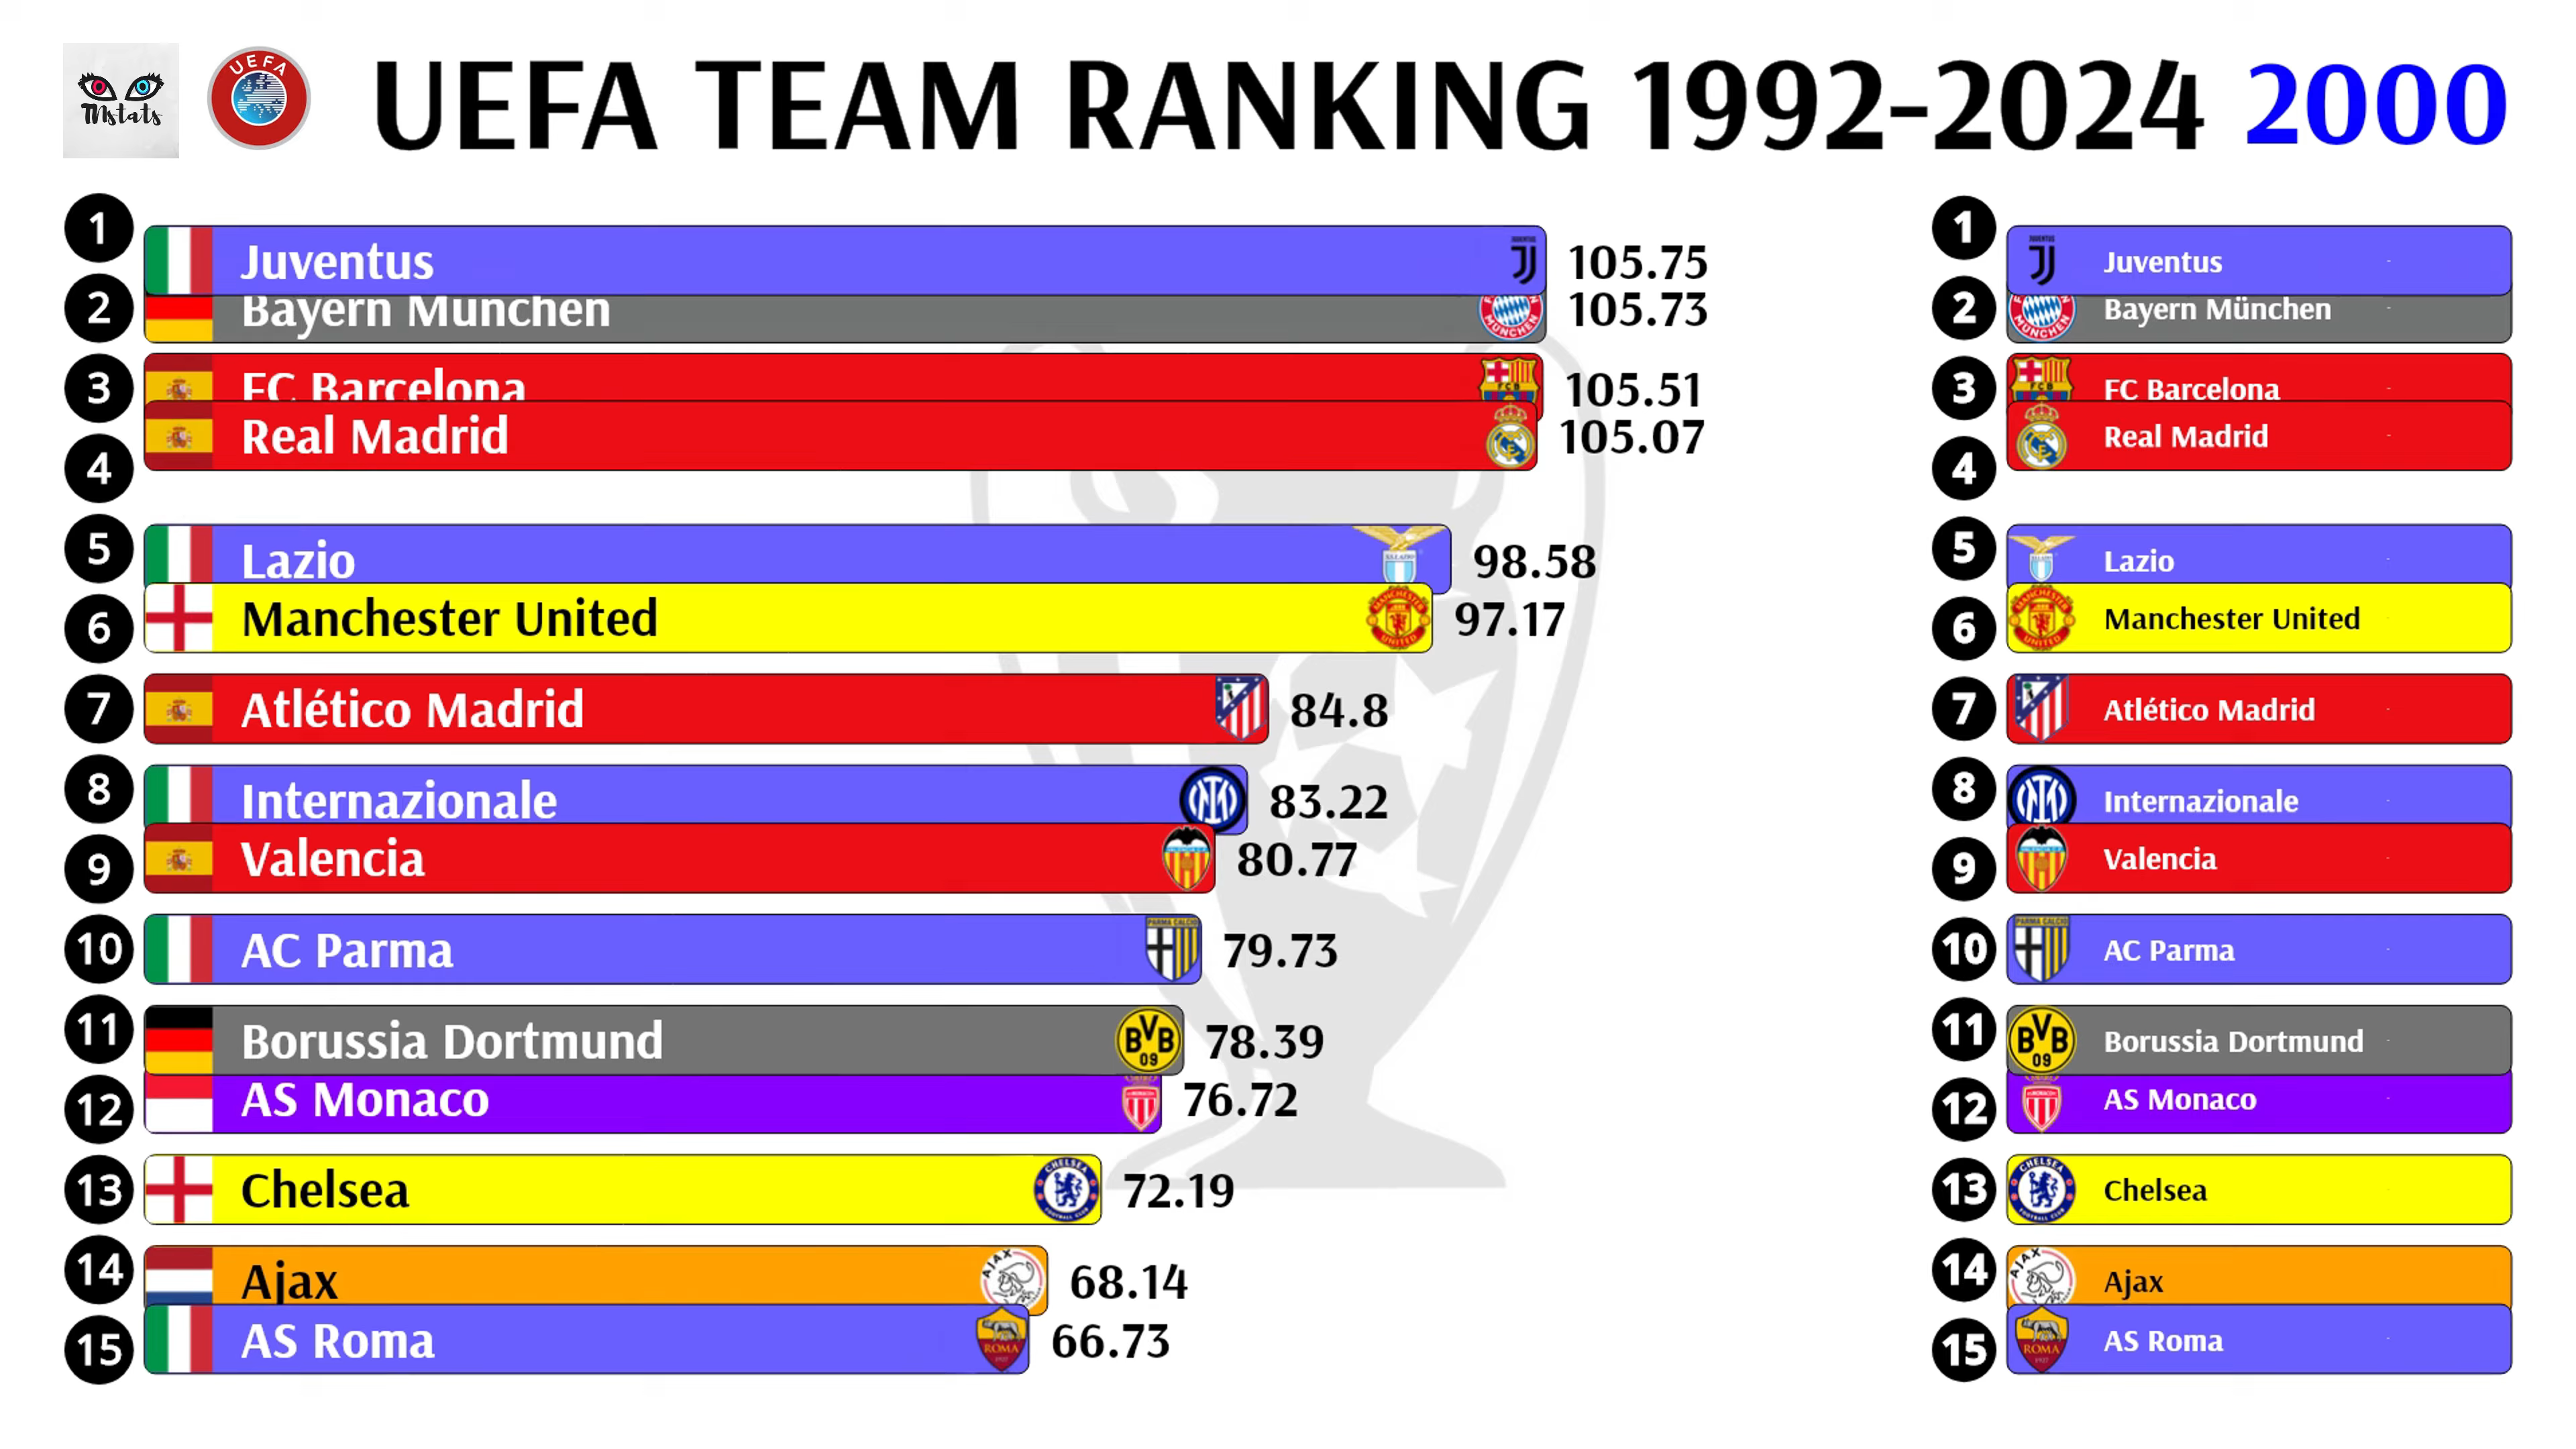 Mstats
UEFA
UEFA TEAM RANKING 1992-2024 2000
1 Juventus 105.75
2 Bayern München 105.73
3 FC Barcelona 105.51
4 Real Madrid 105.07
5 Lazio 98.58
6 Manchester United 97.17
7 Atlético Madrid 84.8
8 Internazionale 83.22
9 Valencia 80.77
10 AC Parma 79.73
11 Borussia Dortmund BVB 09 78.39
12 AS Monaco 76.72
13 Chelsea 72.19
14 Ajax 68.14
15 AS Roma 66.73
1 Juventus
2 Bayern München
3 FC Barcelona
4 Real Madrid
5 Lazio
6 Manchester United
7 Atlético Madrid
8 Internazionale
9 Valencia
10 AC Parma
11 BVB 09 Borussia Dortmund
12 AS Monaco
13 Chelsea
14 Ajax
15 AS Roma